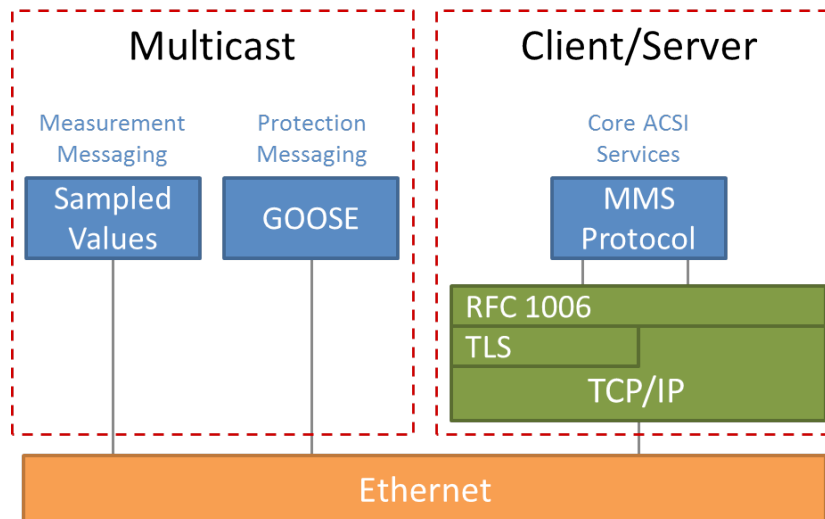 Multicast
Measurement
Messaging
Sampled
Values
Protection
Messaging
GOOSE
Client/Server
Core ACSI
Services
MMS
Protocol
RFC 1006
TLS
TCP/IP
Ethernet